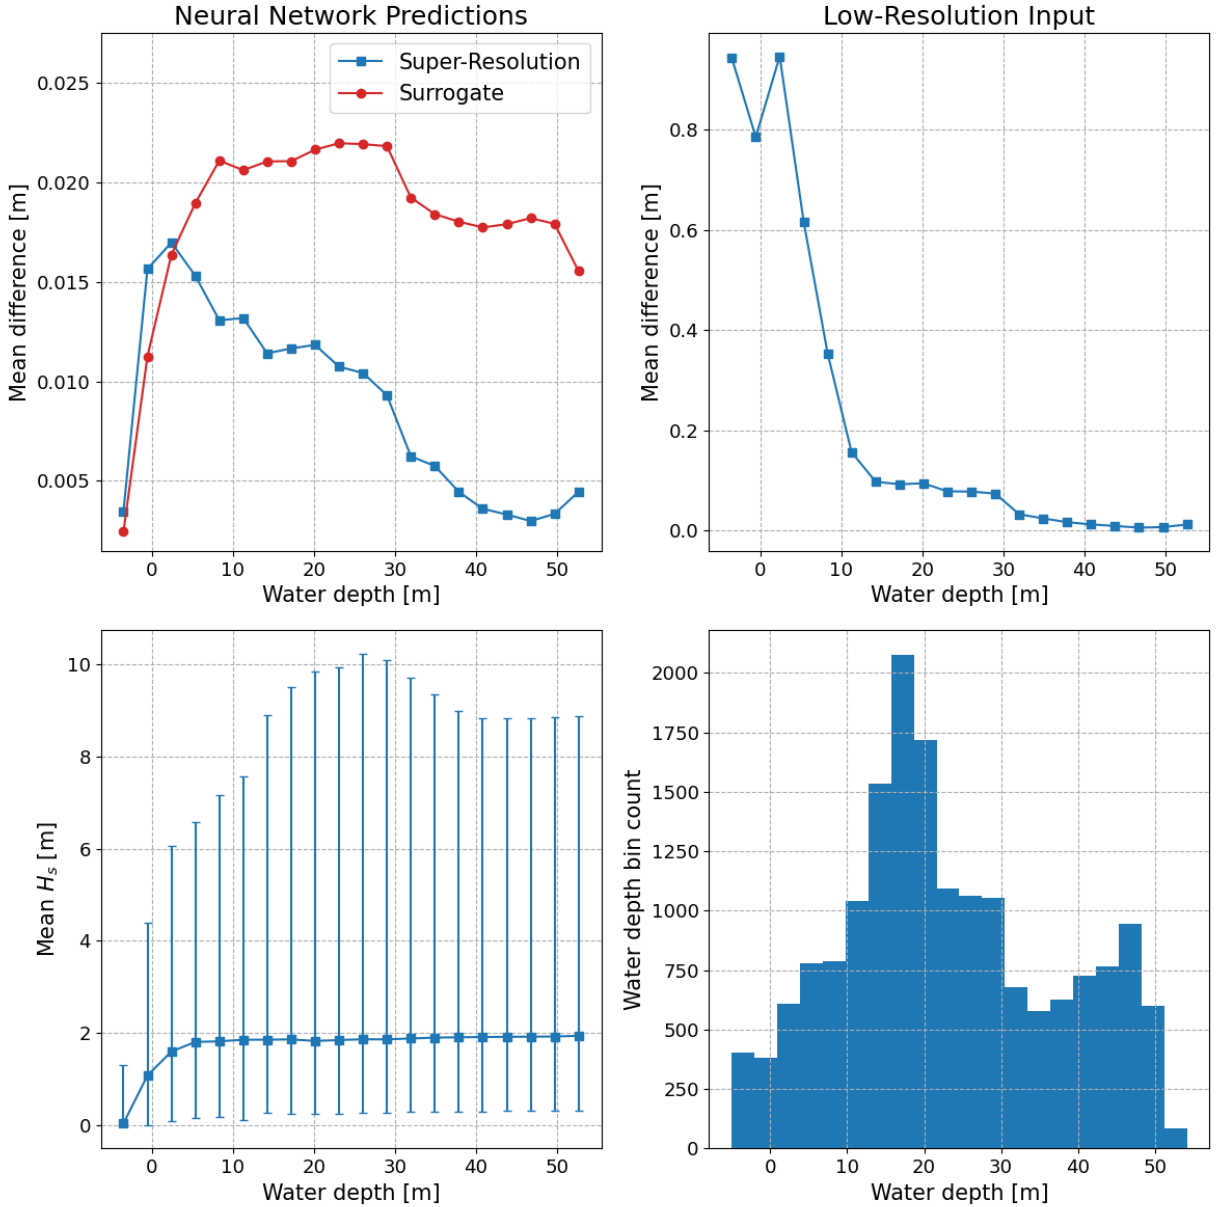 Neural Network Predictions
Super-Resolution
Surrogate
0.025
0.020
0.015
0.010
0.005
Mean difference [m]
0 10 20 30 40 50
Water depth [m]
Low-Resolution Input
0.8
0.6
0.4
0.2
0.0
Mean difference [m]
0 10 20 30 40 50
Water depth [m]
10
8
6
4
2
0
Mean Hₛ [m]
0 10 20 30 40 50
Water depth [m]
2000
1750
1500
1250
1000
750
500
250
0
Water depth bin count
0 10 20 30 40 50
Water depth [m]